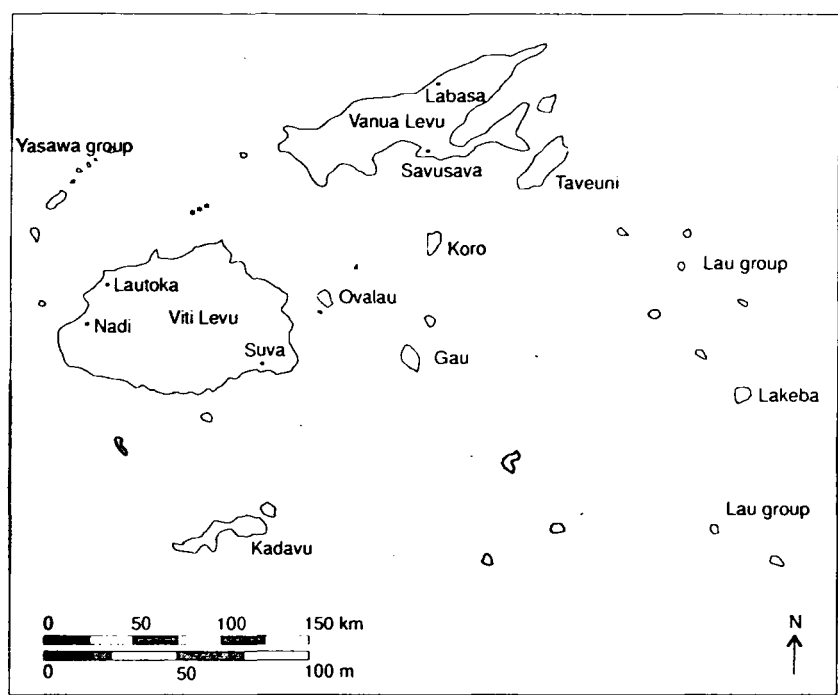 Labasa
Vanua Levu
Yasawa group
Savusava
Taveuni
Koro
Lau group
Lautoka
Ovalau
Nadi
Viti Levu
Suva
Gau
Lakeba
Lau group
Kadavu
0 50 100 150 km
N
0 50 100 m